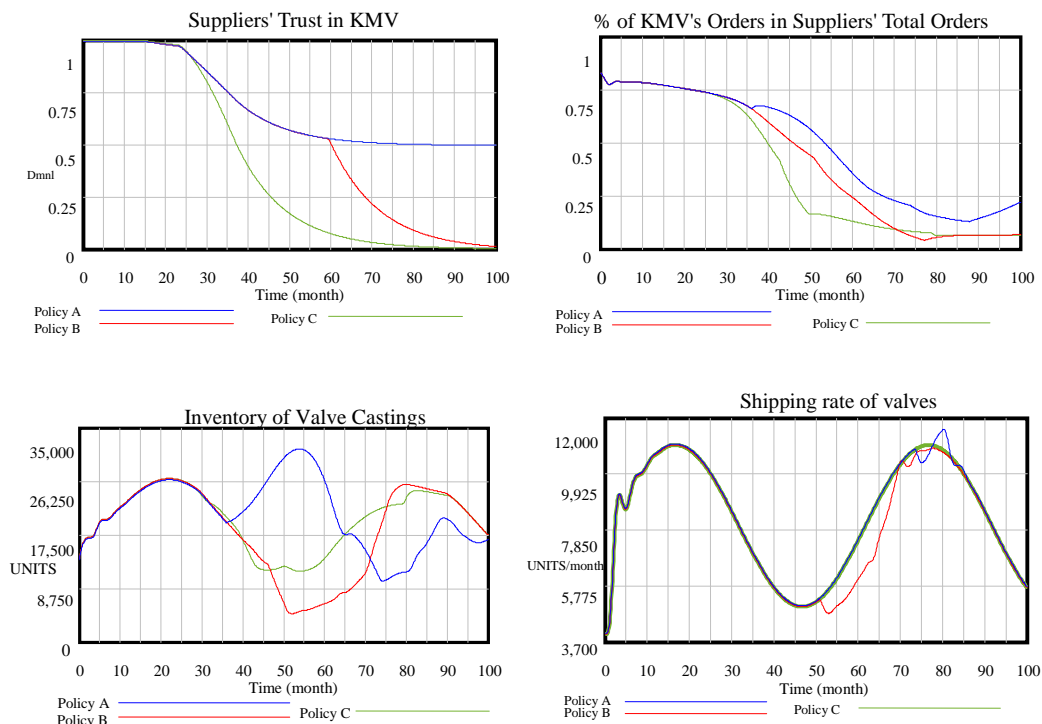 Suppliers' Trust in KMV
1
0.75
0.5
Dmnl
0.25
0
0 10 20 30 40 50 60 70 80 90 100
Time (month)
Policy A
Policy B
Policy C
% of KMV's Orders in Suppliers' Total Orders
1
0.75
0.5
0.25
0
0 10 20 30 40 50 60 70 80 90 100
Time (month)
Policy A
Policy B
Policy C
Inventory of Valve Castings
35,000
26,250
17,500
UNITS
8,750
0
0 10 20 30 40 50 60 70 80 90 100
Time (month)
Policy A
Policy B
Policy C
Shipping rate of valves
12,000
9,925
7,850
UNITS/month
5,775
3,700
0 10 20 30 40 50 60 70 80 90 100
Time (month)
Policy A
Policy B
Policy C